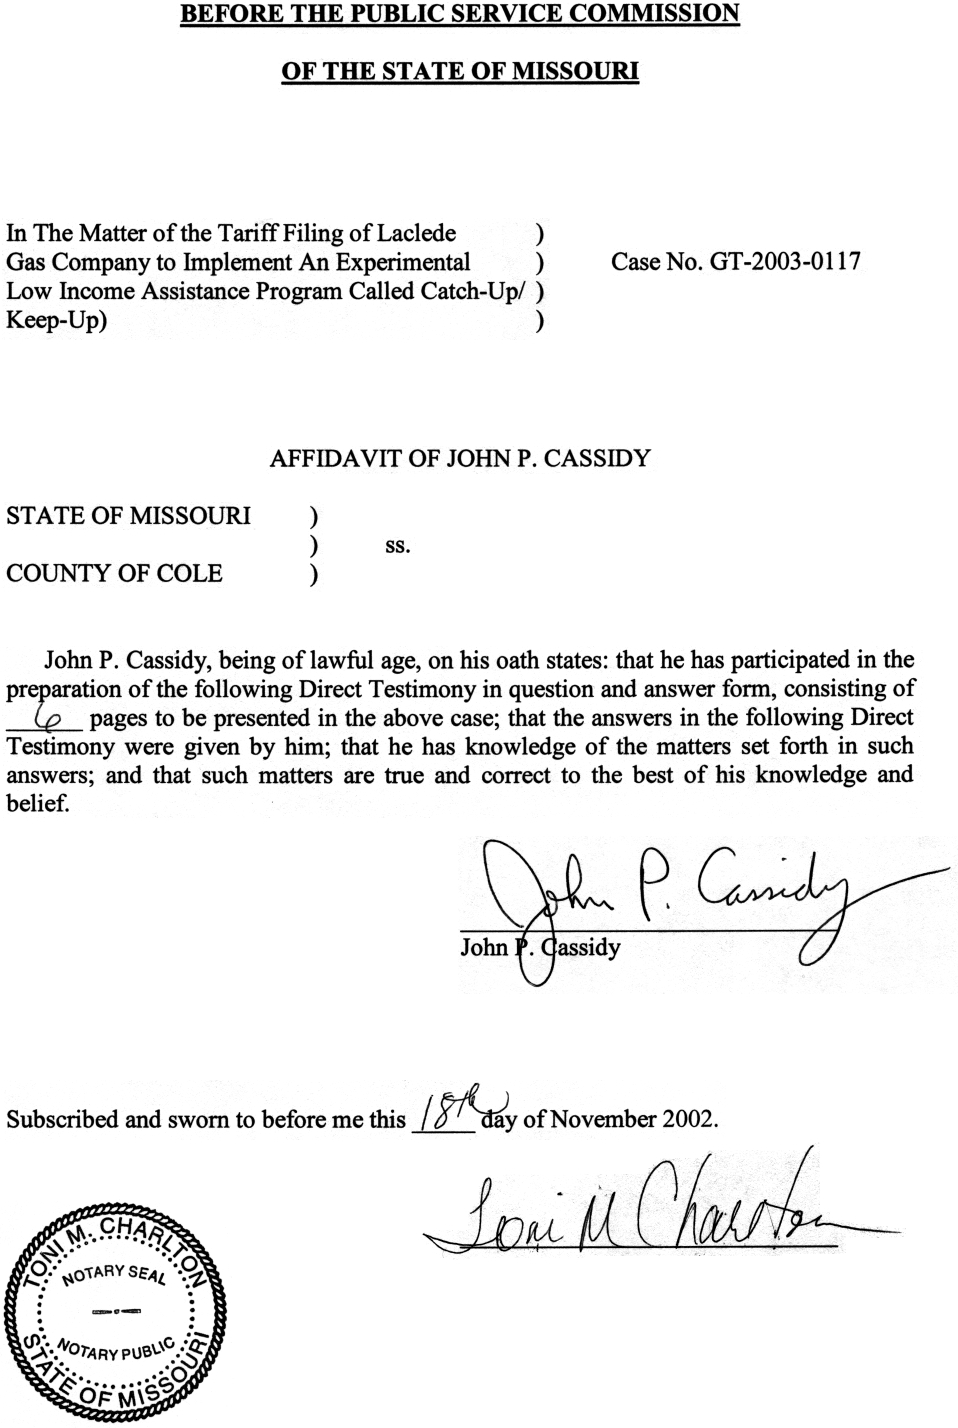 BEFORE THE PUBLIC SERVICE COMMISSION
OF THE STATE OF MISSOURI
In The Matter of the Tariff Filing of Laclede )
Gas Company to Implement An Experimental ) Case No. GT-2003-0117
Low Income Assistance Program Called Catch-Up/ )
Keep-Up) )
AFFIDAVIT OF JOHN P. CASSIDY
STATE OF MISSOURI )
) ss.
COUNTY OF COLE )
John P. Cassidy, being of lawful age, on his oath states: that he has participated in the
preparation of the following Direct Testimony in question and answer form, consisting of
6 pages to be presented in the above case; that the answers in the following Direct
Testimony were given by him; that he has knowledge of the matters set forth in such
answers; and that such matters are true and correct to the best of his knowledge and
belief.
John P. Cassidy
John P. Cassidy
Subscribed and sworn to before me this 18th day of November 2002.
Toni M Charlton
TONI M. CHARLTON
NOTARY SEAL
NOTARY PUBLIC
STATE OF MISSOURI